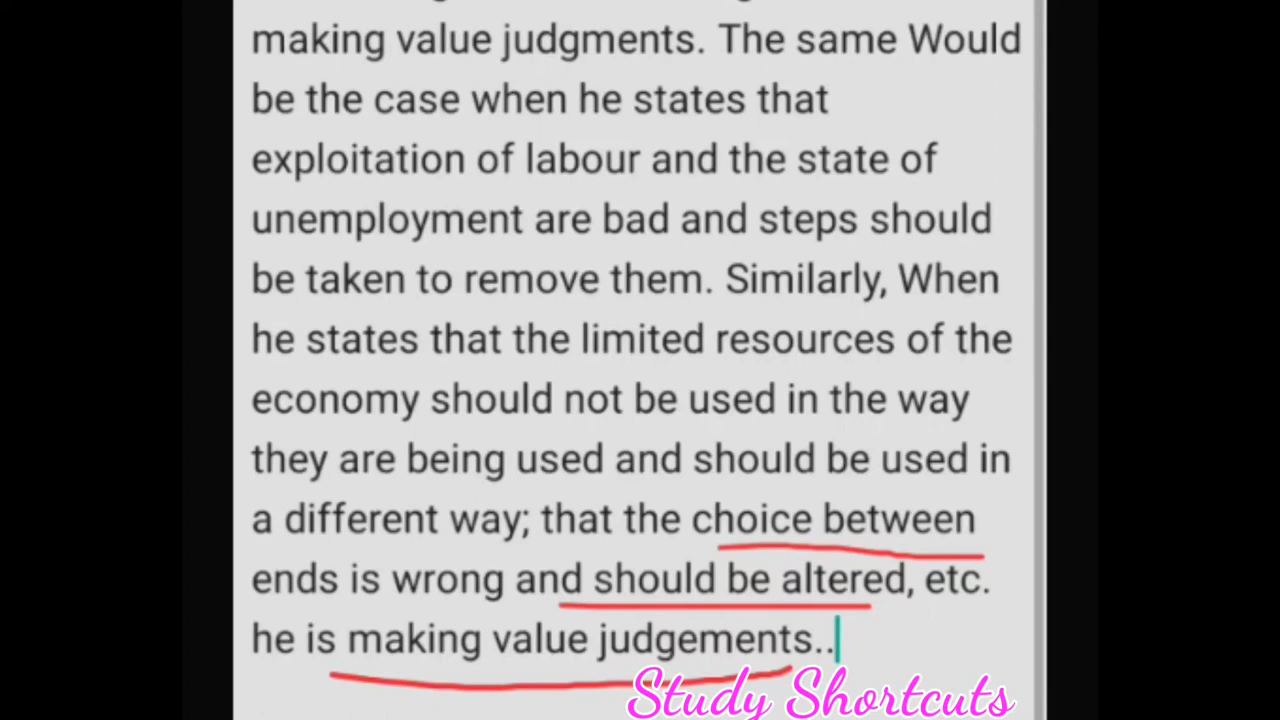 making value judgments. The same Would
be the case when he states that
exploitation of labour and the state of
unemployment are bad and steps should
be taken to remove them. Similarly, When
he states that the limited resources of the
economy should not be used in the way
they are being used and should be used in
a different way; that the choice between
ends is wrong and should be altered, etc.
he is making value judgements..
Study Shortcuts